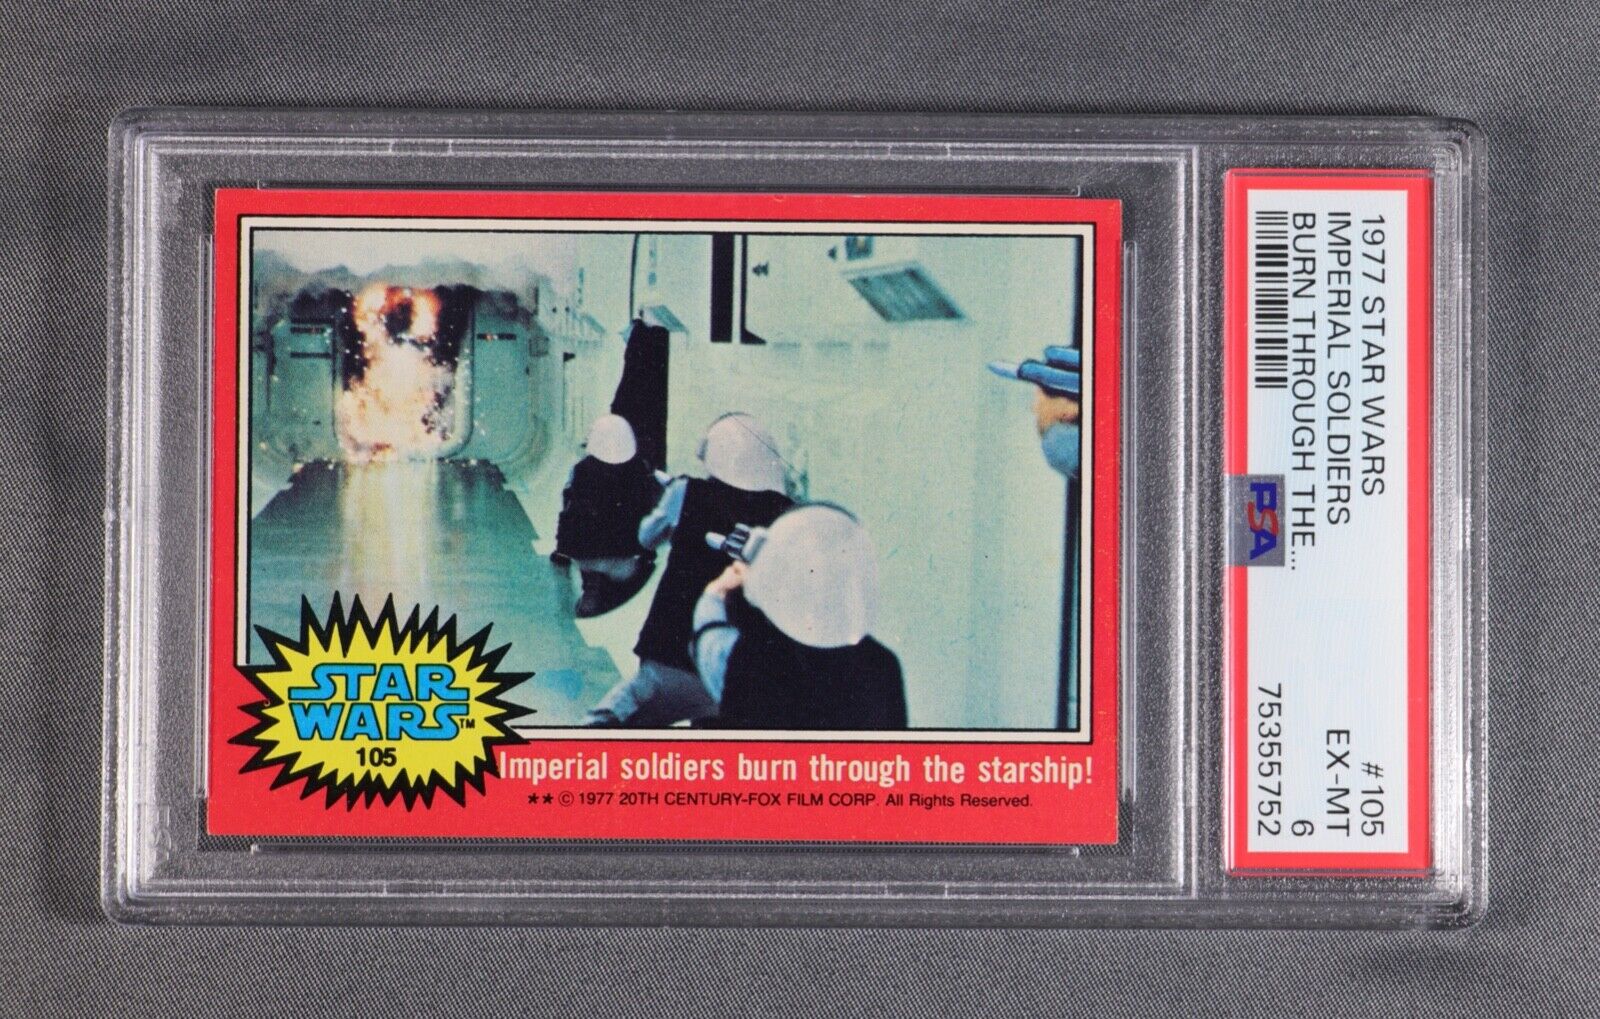 STAR
WARS™
105
Imperial soldiers burn through the starship!
★★ © 1977 20TH CENTURY-FOX FILM CORP. All Rights Reserved.
1977 STAR WARS #105
IMPERIAL SOLDIERS EX-MT
BURN THROUGH THE... 6
PSA
75355752